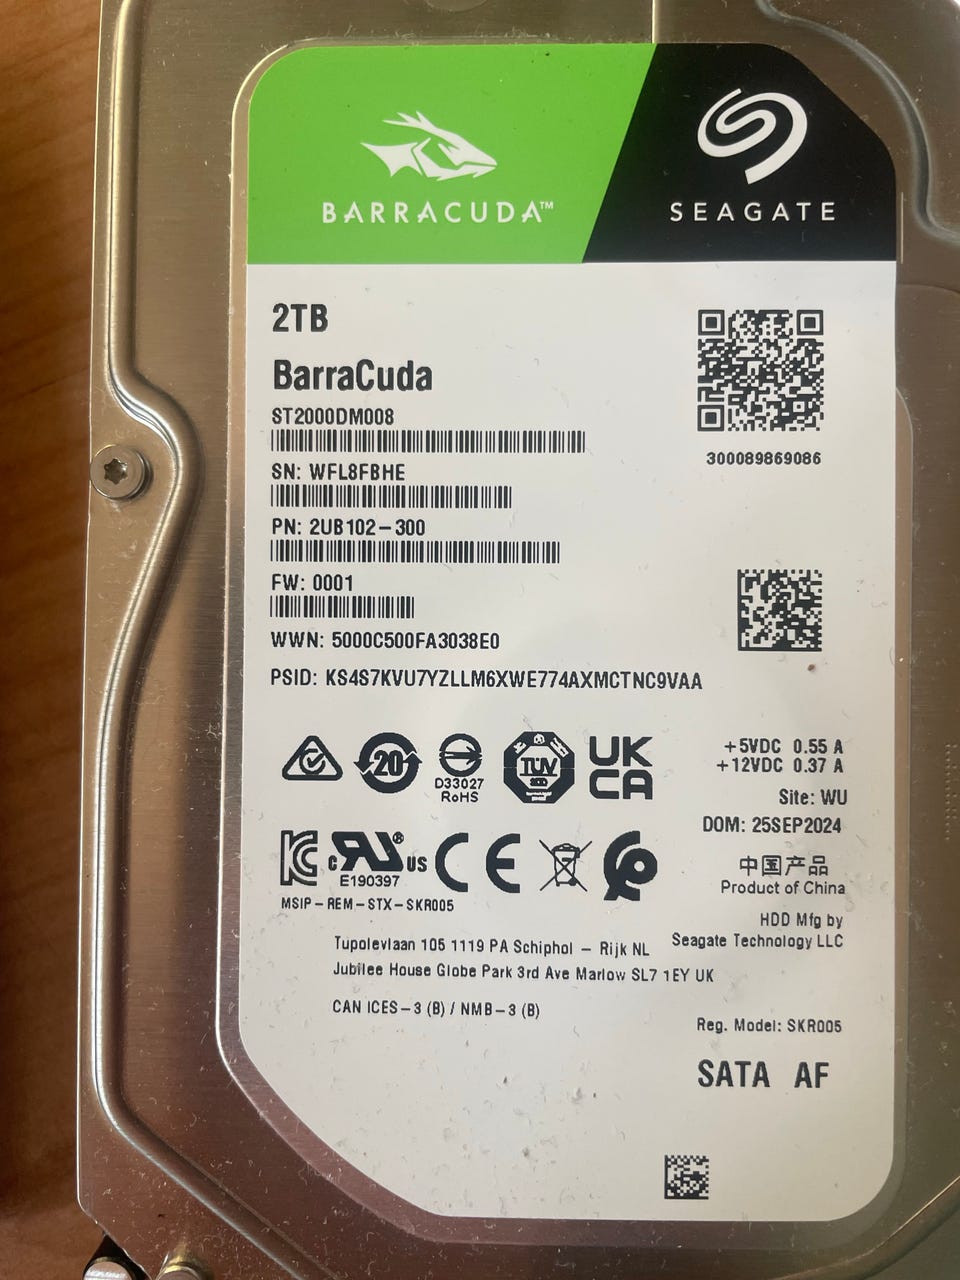 BARRACUDA™
SEAGATE
2TB
BarraCuda
ST2000DM008
300089869086
SN: WFL8FBHE
PN: 2UB102-300
FW: 0001
WWN: 5000C500FA3038E0
PSID: KS4S7KVU7YZLLM6XWE774AXMCTNC9VAA
20
D33027
RoHS
TÜV
UK
CA
+5VDC 0.55 A
+12VDC 0.37 A
Site: WU
DOM: 25SEP2024
c RU® US
E190397
CE
MSIP-REM-STX-SKR005
中国产品
Product of China
HDD Mfg by
Seagate Technology LLC
Tupolevlaan 105 1119 PA Schiphol - Rijk NL
Jubilee House Globe Park 3rd Ave Marlow SL7 1EY UK
CAN ICES-3 (B) / NMB-3 (B)
Reg. Model: SKR005
SATA AF